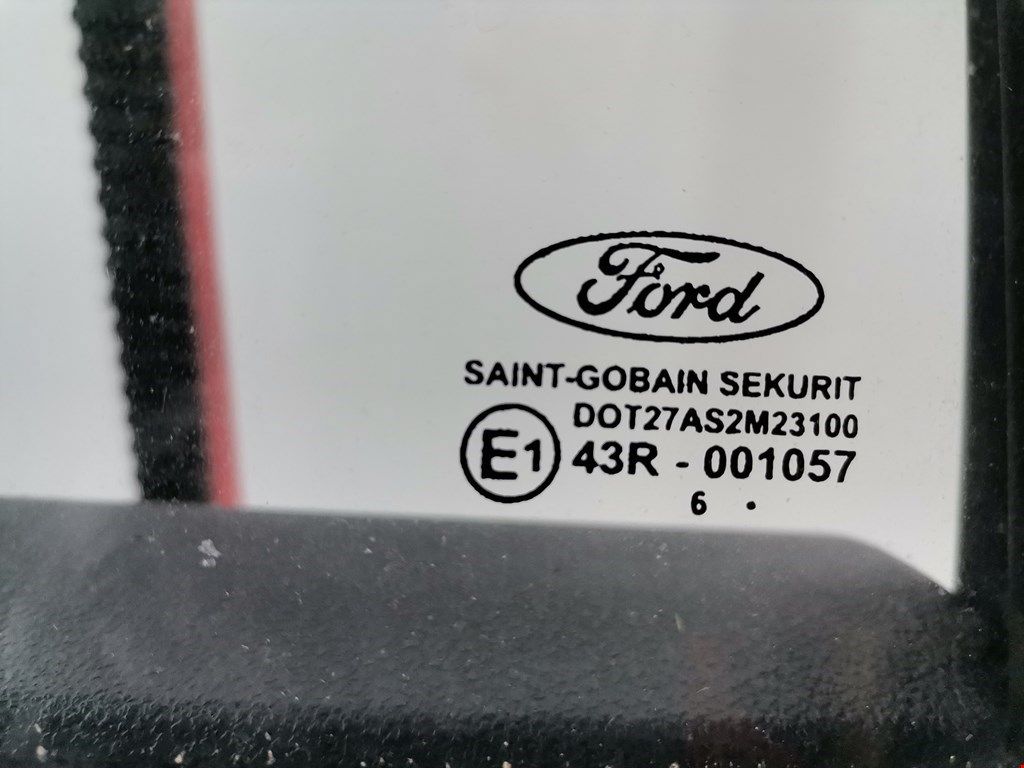 Ford
SAINT-GOBAIN SEKURIT
DOT27AS2M23100
E1 43R - 001057
6 .